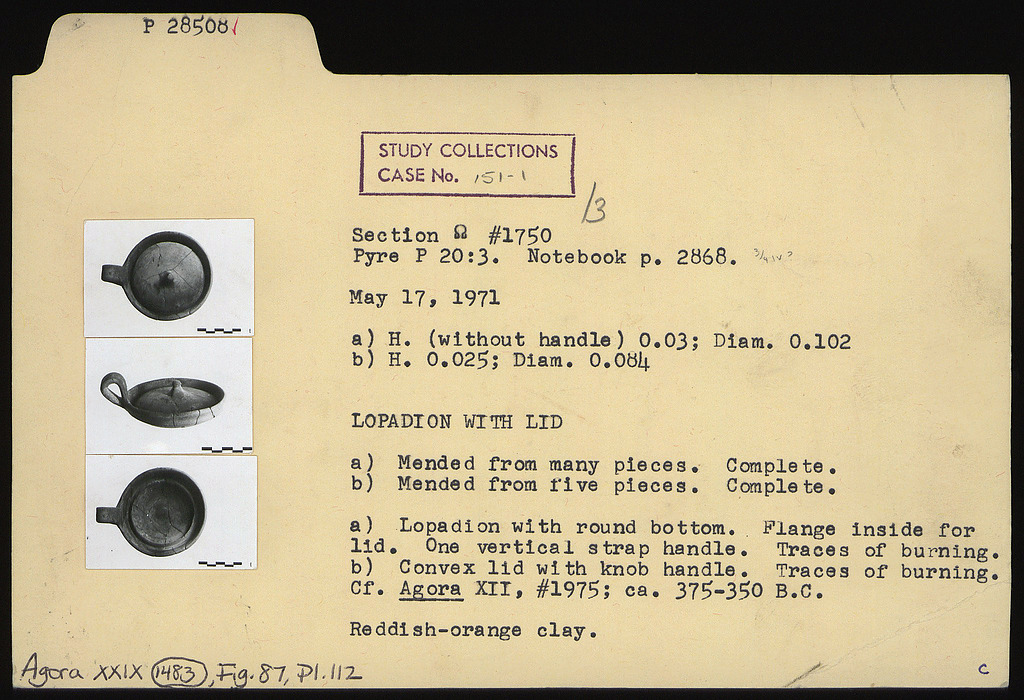 P 28508✓
STUDY COLLECTIONS
CASE No. 151-1
/3
Section Ω #1750
Pyre P 20:3. Notebook p. 2868.
May 17, 1971
a) H. (without handle) 0.03; Diam. 0.102
b) H. 0.025; Diam. 0.084
LOPADION WITH LID
a) Mended from many pieces. Complete.
b) Mended from five pieces. Complete.
a) Lopadion with round bottom. Flange inside for
lid. One vertical strap handle. Traces of burning.
b) Convex lid with knob handle. Traces of burning.
Cf. Agora XII, #1975; ca. 375-350 B.C.
Reddish-orange clay.
Agora XXIX 1483, Fig. 87, Pl. 112
C